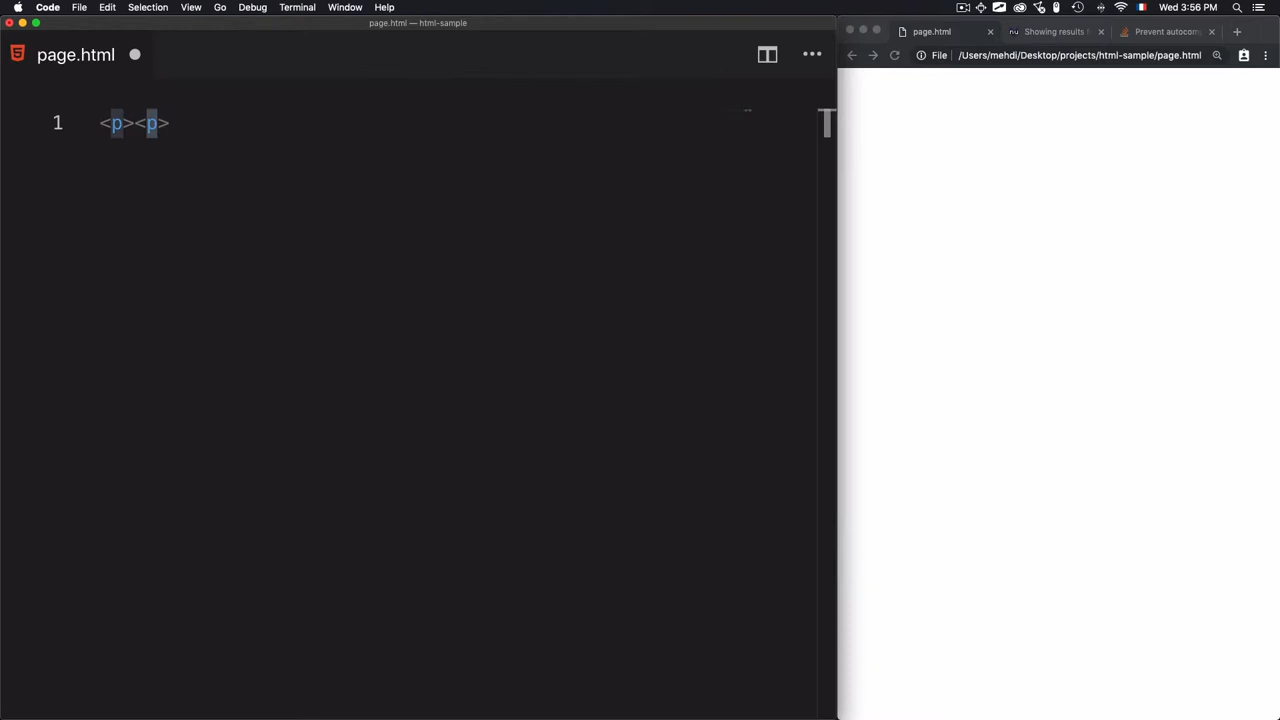 Code File Edit Selection View Go Debug Terminal Window Help Wed 3:56 PM
page.html — html-sample
page.html Showing results f Prevent autocom
page.html
File /Users/mehdi/Desktop/projects/html-sample/page.html
1 <p><p>